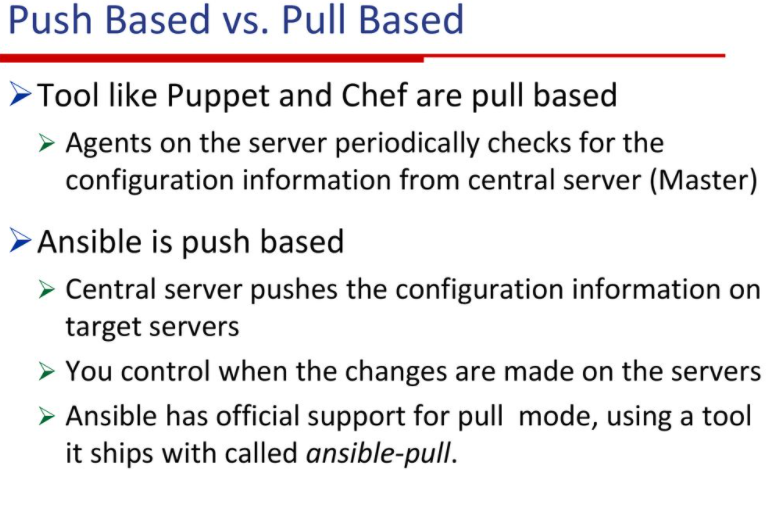 Push Based vs. Pull Based
Tool like Puppet and Chef are pull based
Agents on the server periodically checks for the
configuration information from central server (Master)
Ansible is push based
Central server pushes the configuration information on
target servers
You control when the changes are made on the servers
Ansible has official support for pull mode, using a tool
it ships with called ansible-pull.